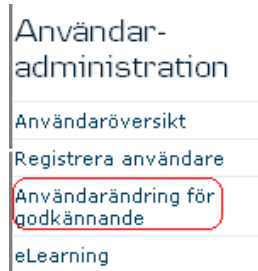 Användar-
administration
Användaröversikt
Registrera användare
Användarändring för
godkännande
eLearning